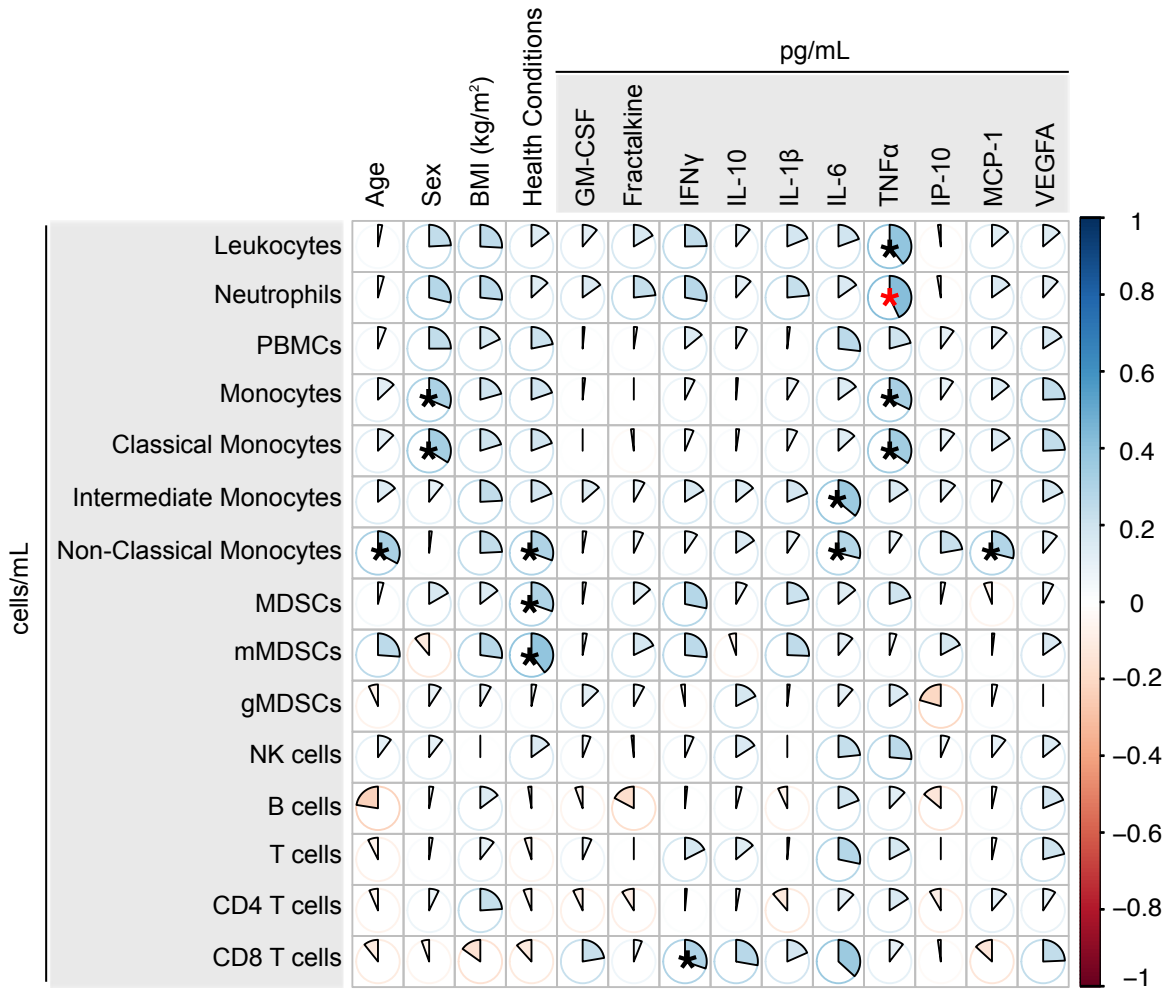 pg/mL
Age
Sex
BMI (kg/m²)
Health Conditions
GM-CSF
Fractalkine
IFNγ
IL-10
IL-1β
IL-6
TNFα
IP-10
MCP-1
VEGFA
cells/mL
Leukocytes
Neutrophils
PBMCs
Monocytes
Classical Monocytes
Intermediate Monocytes
Non-Classical Monocytes
MDSCs
mMDSCs
gMDSCs
NK cells
B cells
T cells
CD4 T cells
CD8 T cells
1
0.8
0.6
0.4
0.2
0
−0.2
−0.4
−0.6
−0.8
−1